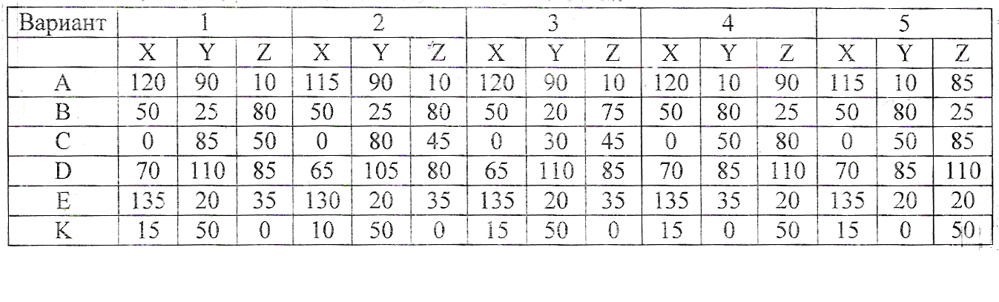 Вариант 1 2 3 4 5
X Y Z X Y Z X Y Z X Y Z X Y Z
A 120 90 10 115 90 10 120 90 10 120 10 90 115 10 85
B 50 25 80 50 25 80 50 20 75 50 80 25 50 80 25
C 0 85 50 0 80 45 0 30 45 0 50 80 0 50 85
D 70 110 85 65 105 80 65 110 85 70 85 110 70 85 110
E 135 20 35 130 20 35 135 20 35 135 35 20 135 20 20
K 15 50 0 10 50 0 15 50 0 15 0 50 15 0 50